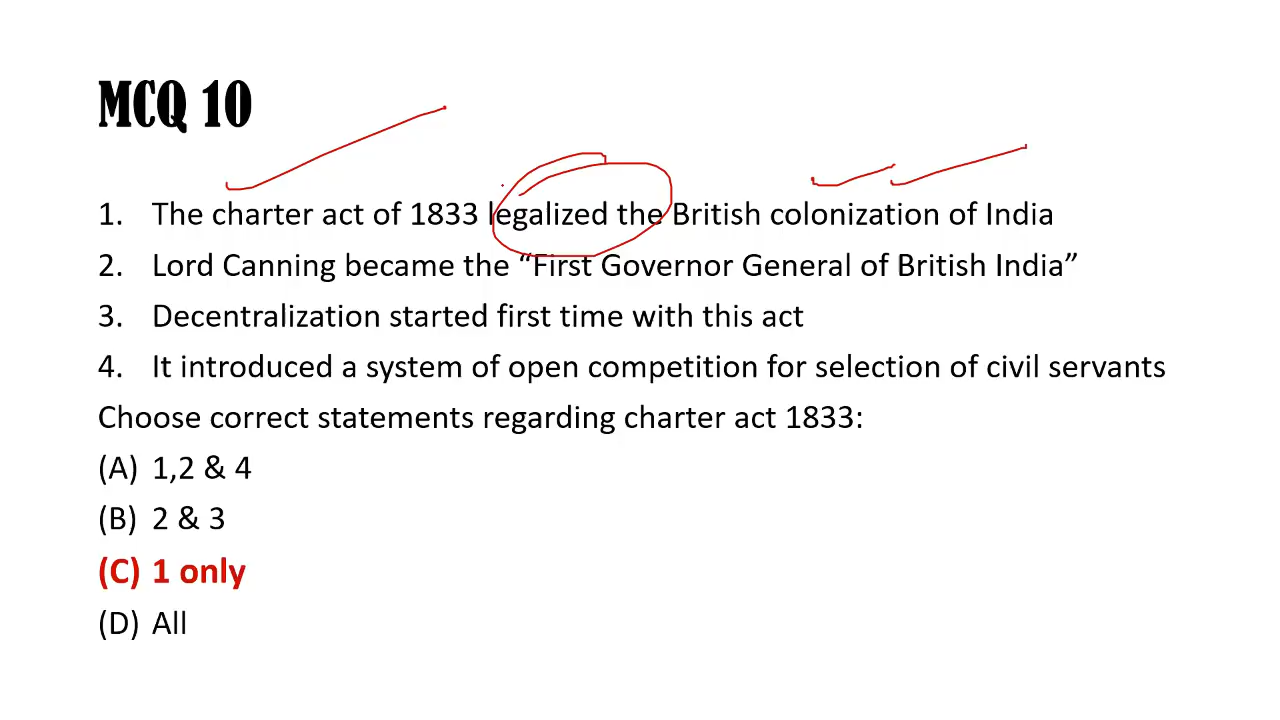 MCQ 10
1. The charter act of 1833 legalized the British colonization of India
2. Lord Canning became the “First Governor General of British India”
3. Decentralization started first time with this act
4. It introduced a system of open competition for selection of civil servants
Choose correct statements regarding charter act 1833:
(A) 1,2 & 4
(B) 2 & 3
(C) 1 only
(D) All